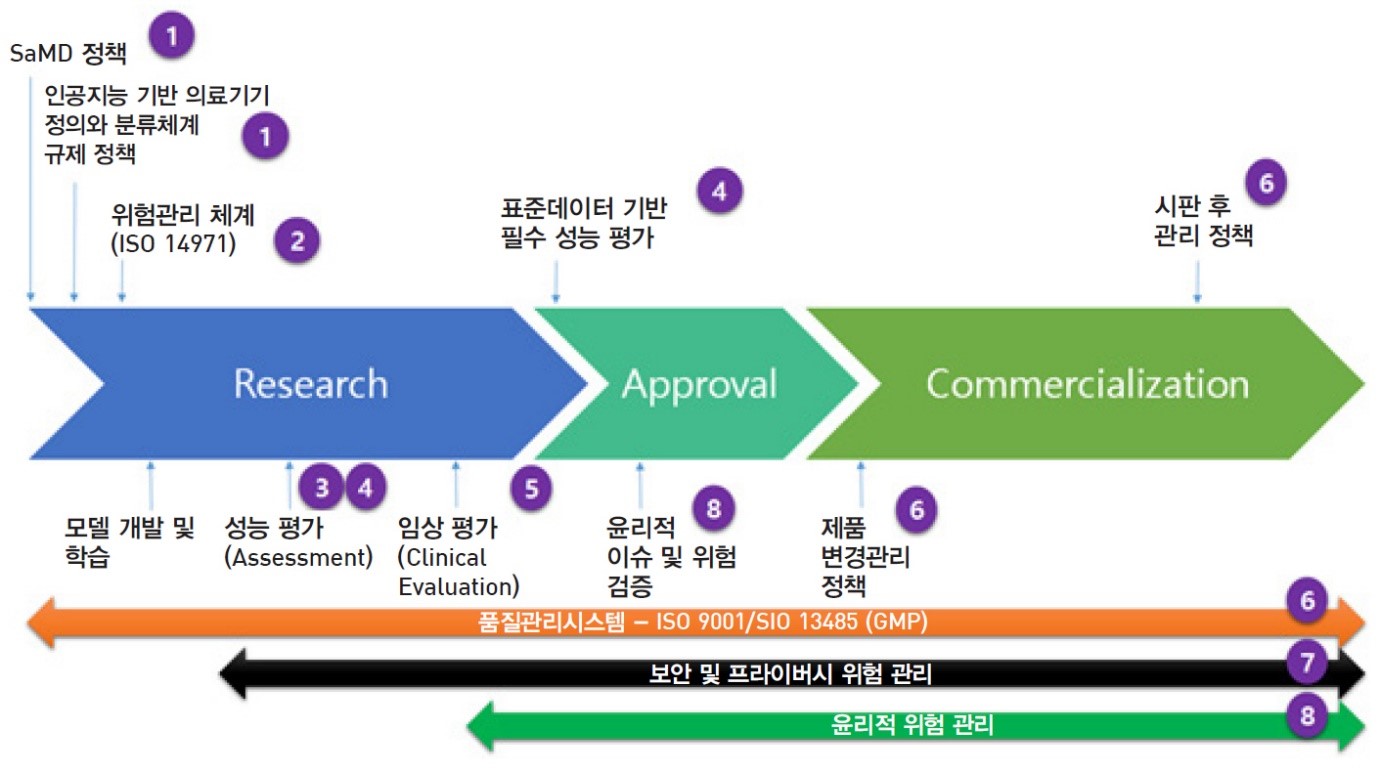 SaMD 정책
1
인공지능 기반 의료기기
정의와 분류체계
규제 정책
1
위험관리 체계
(ISO 14971)
2
표준데이터 기반
필수 성능 평가
4
시판 후
관리 정책
6
Research
Approval
Commercialization
모델 개발 및
학습
3
4
성능 평가
(Assessment)
5
임상 평가
(Clinical
Evaluation)
8
윤리적
이슈 및 위험
검증
6
제품
변경관리
정책
품질관리시스템 – ISO 9001/SIO 13485 (GMP)
6
보안 및 프라이버시 위험 관리
7
윤리적 위험 관리
8